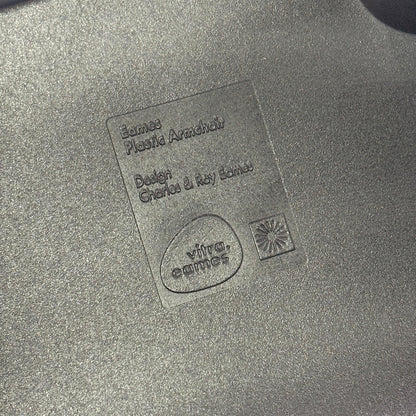 Eames
Plastic Armchair
Design
Charles & Ray Eames
vitra.
eames